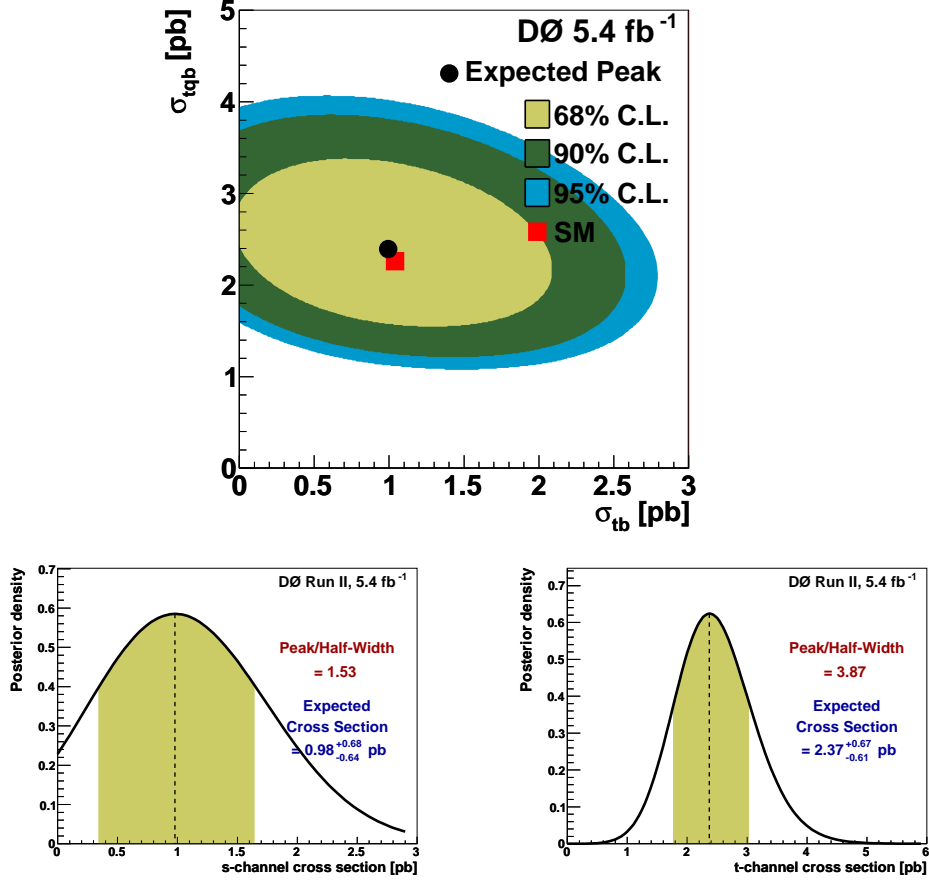 5
4
3
2
1
0
σtqb [pb]
DØ 5.4 fb-1
Expected Peak
68% C.L.
90% C.L.
95% C.L.
SM
0 0.5 1 1.5 2 2.5 3
σtb [pb]
0.7
0.6
0.5
0.4
0.3
0.2
0.1
0
Posterior density
DØ Run II, 5.4 fb-1
Peak/Half-Width
= 1.53
Expected
Cross Section
= 0.98 +0.68 -0.64 pb
0 0.5 1 1.5 2 2.5 3
s-channel cross section [pb]
0.7
0.6
0.5
0.4
0.3
0.2
0.1
0
Posterior density
DØ Run II, 5.4 fb-1
Peak/Half-Width
= 3.87
Expected
Cross Section
= 2.37 +0.67 -0.61 pb
0 1 2 3 4 5 6
t-channel cross section [pb]